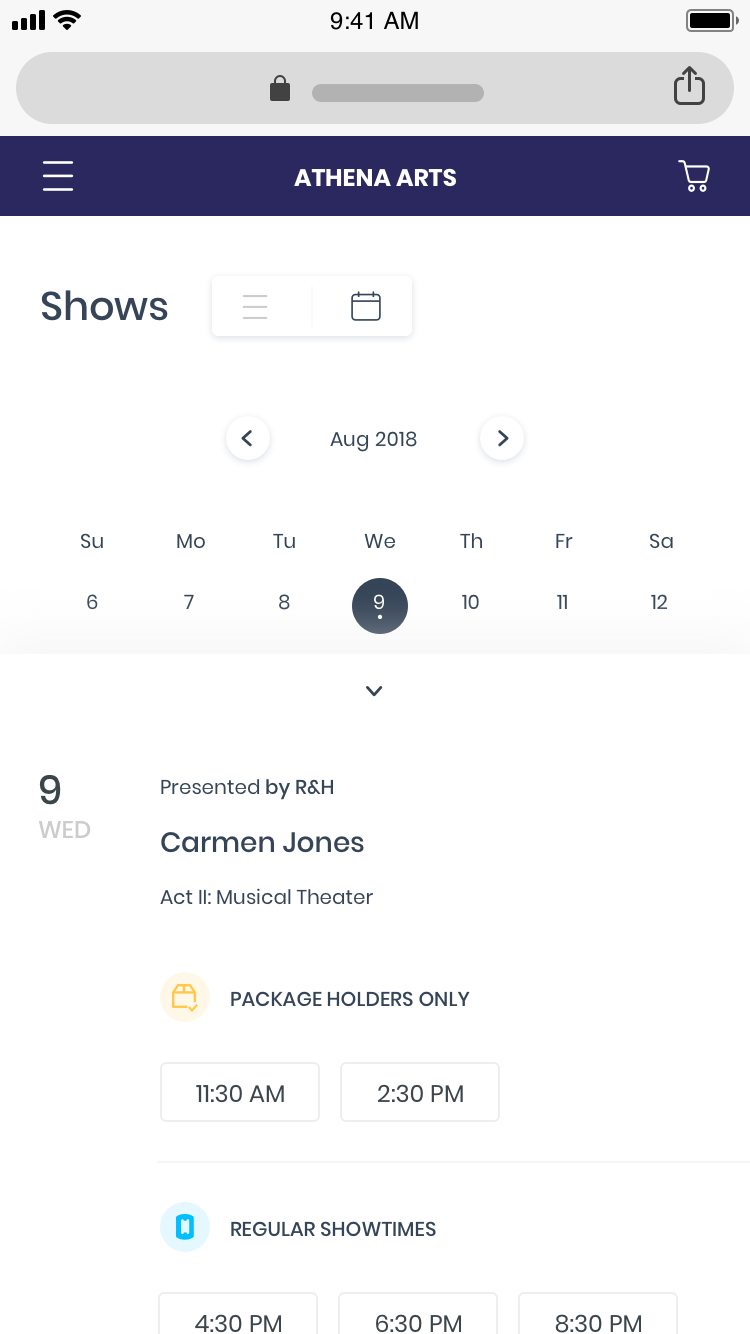 9:41 AM
ATHENA ARTS
Shows
Aug 2018
Su Mo Tu We Th Fr Sa
6 7 8 9 10 11 12
9
WED
Presented by R&H
Carmen Jones
Act II: Musical Theater
PACKAGE HOLDERS ONLY
11:30 AM 2:30 PM
REGULAR SHOWTIMES
4:30 PM 6:30 PM 8:30 PM